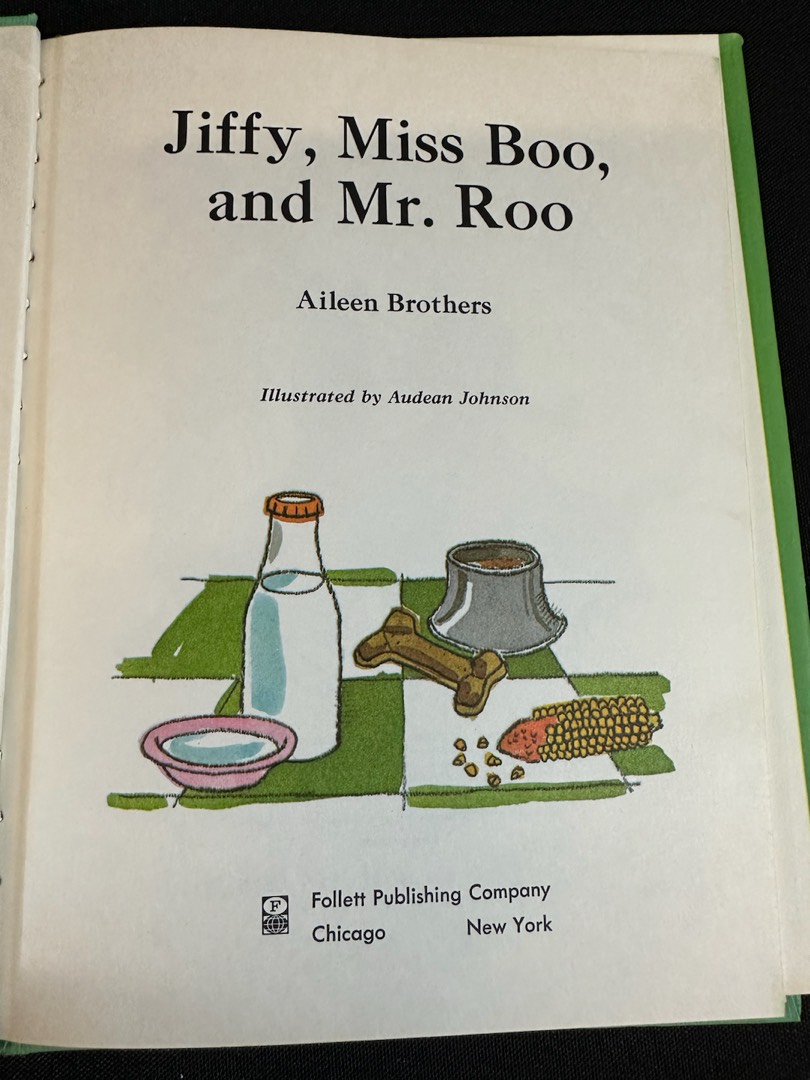 Jiffy, Miss Boo,
and Mr. Roo
Aileen Brothers
Illustrated by Audean Johnson
F
Follett Publishing Company
Chicago New York